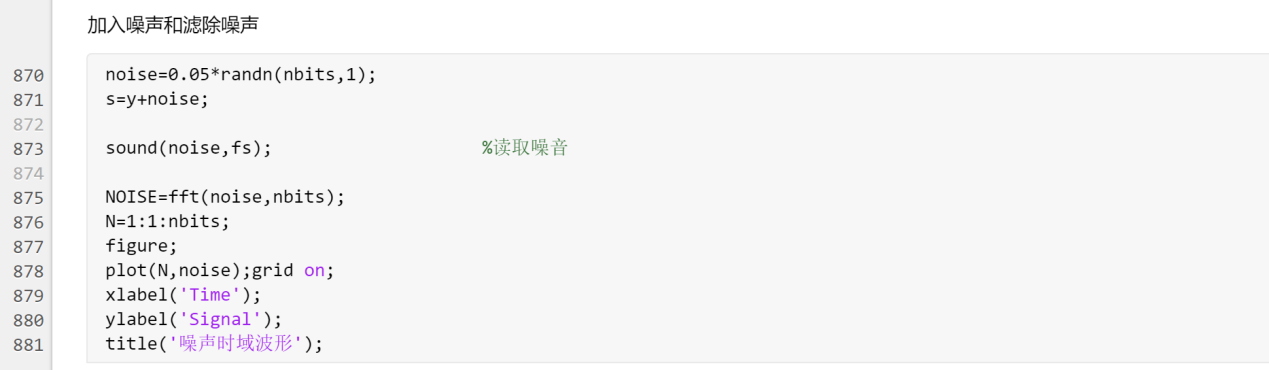 加入噪声和滤除噪声
870 noise=0.05*randn(nbits,1);
871 s=y+noise;
872
873 sound(noise,fs); %读取噪音
874
875 NOISE=fft(noise,nbits);
876 N=1:1:nbits;
877 figure;
878 plot(N,noise);grid on;
879 xlabel('Time');
880 ylabel('Signal');
881 title('噪声时域波形');